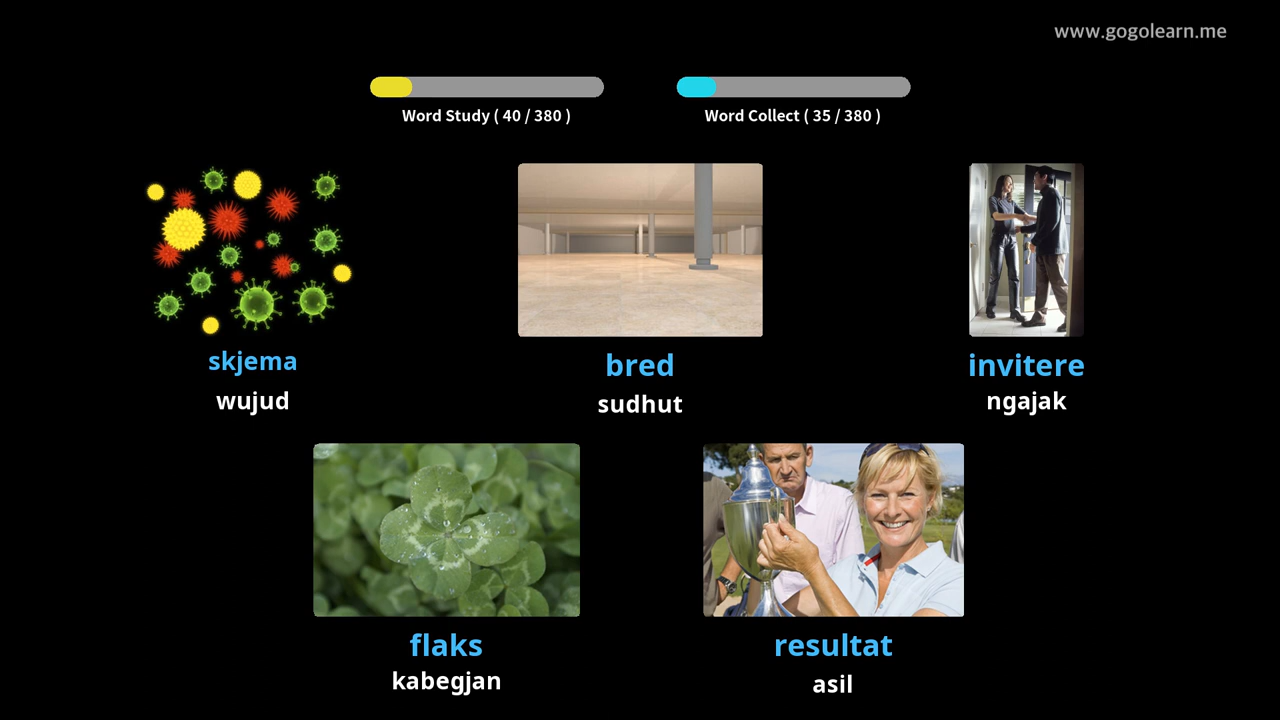 www.gogolearn.me
Word Study ( 40 / 380 )
Word Collect ( 35 / 380 )
skjema
wujud
bred
sudhut
invitere
ngajak
flaks
kabegjan
resultat
asil